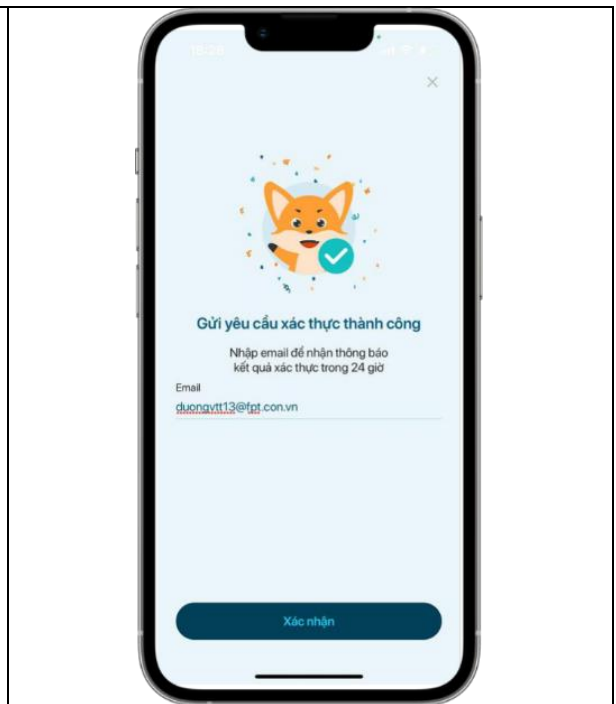 Gửi yêu cầu xác thực thành công
Nhập email để nhận thông báo
kết quả xác thực trong 24 giờ
Email
duongvtt13@fpt.con.vn
Xác nhận